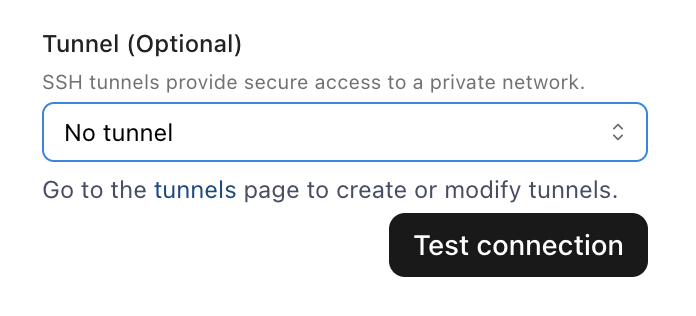 Tunnel (Optional)
SSH tunnels provide secure access to a private network.
No tunnel
Go to the tunnels page to create or modify tunnels.
Test connection